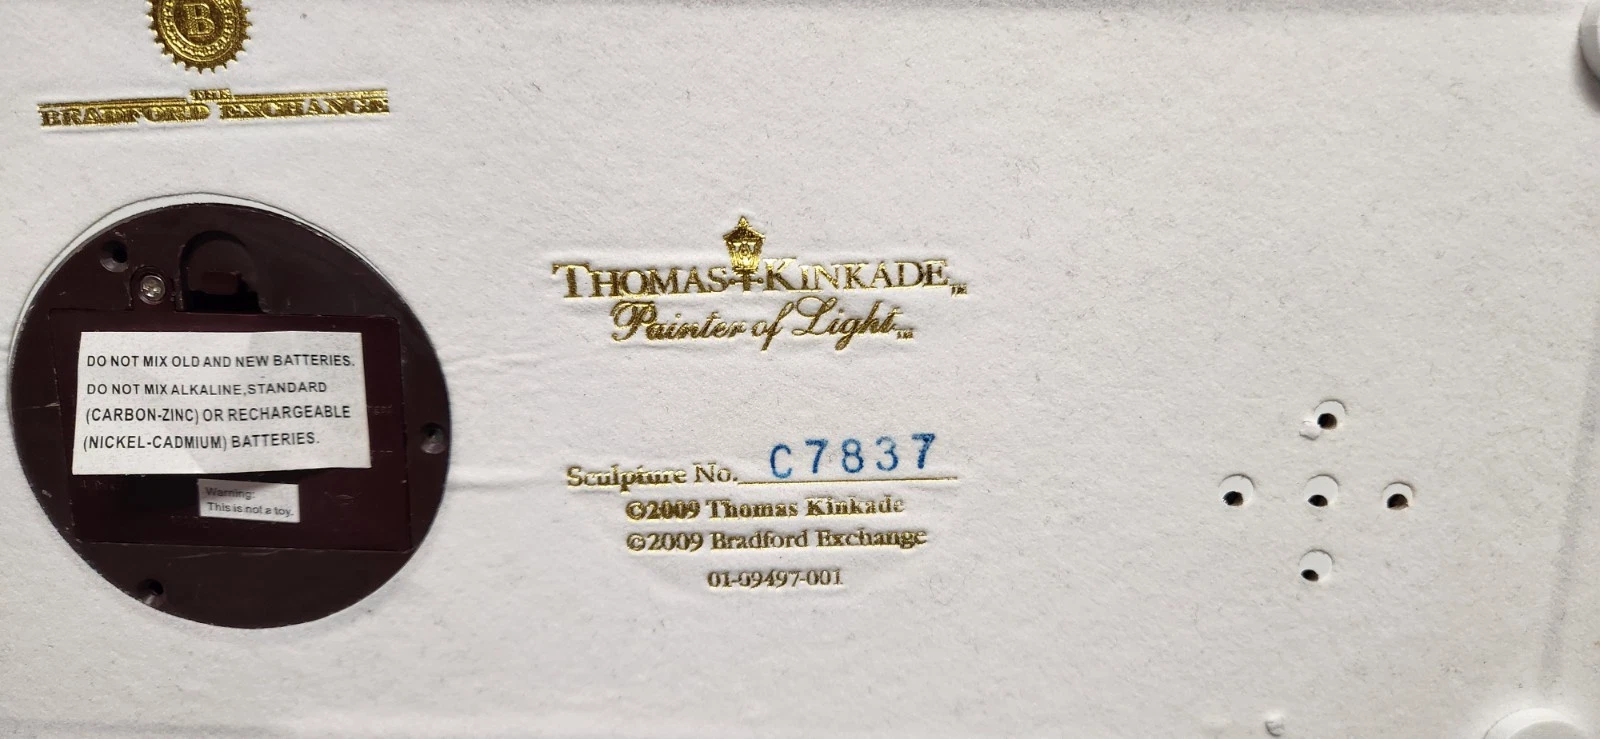 B
THE
BRADFORD EXCHANGE
THOMAS KINKADE™
Painter of Light™
DO NOT MIX OLD AND NEW BATTERIES.
DO NOT MIX ALKALINE,STANDARD
(CARBON-ZINC) OR RECHARGEABLE
(NICKEL-CADMIUM) BATTERIES.
Warning:
This is not a toy.
Sculpture No. C7837
©2009 Thomas Kinkade
©2009 Bradford Exchange
01-09497-001